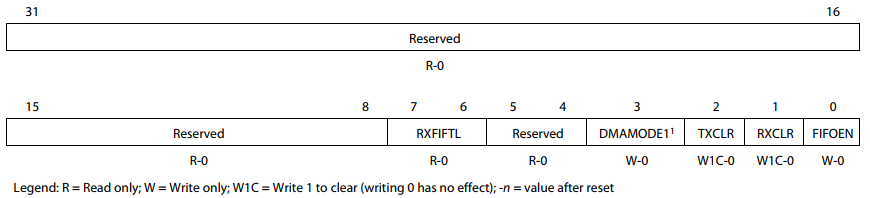 31 16
Reserved
R-0
15 8 7 6 5 4 3 2 1 0
Reserved RXFIFTL Reserved DMAMODE1¹ TXCLR RXCLR FIFOEN
R-0 R-0 R-0 W-0 W1C-0 W1C-0 W-0
Legend: R = Read only; W = Write only; W1C = Write 1 to clear (writing 0 has no effect); -n = value after reset